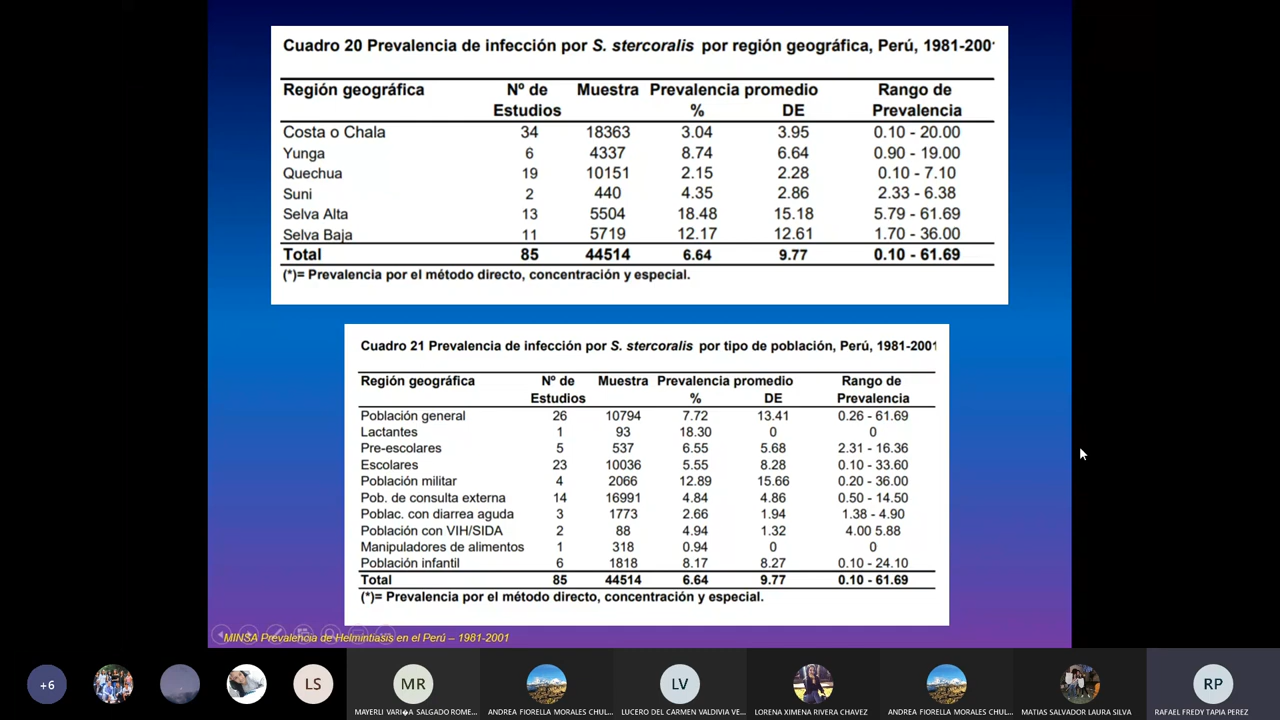 Cuadro 20 Prevalencia de infección por S. stercoralis por región geográfica, Perú, 1981-200
Región geográfica Nº de Estudios Muestra Prevalencia promedio % DE Rango de Prevalencia
Costa o Chala 34 18363 3.04 3.95 0.10 - 20.00
Yunga 6 4337 8.74 6.64 0.90 - 19.00
Quechua 19 10151 2.15 2.28 0.10 - 7.10
Suni 2 440 4.35 2.86 2.33 - 6.38
Selva Alta 13 5504 18.48 15.18 5.79 - 61.69
Selva Baja 11 5719 12.17 12.61 1.70 - 36.00
Total 85 44514 6.64 9.77 0.10 - 61.69
(*)= Prevalencia por el método directo, concentración y especial.
Cuadro 21 Prevalencia de infección por S. stercoralis por tipo de población, Perú, 1981-2001
Región geográfica Nº de Estudios Muestra Prevalencia promedio % DE Rango de Prevalencia
Población general 26 10794 7.72 13.41 0.26 - 61.69
Lactantes 1 93 18.30 0 0
Pre-escolares 5 537 6.55 5.68 2.31 - 16.36
Escolares 23 10036 5.55 8.28 0.10 - 33.60
Población militar 4 2066 12.89 15.66 0.20 - 36.00
Pob. de consulta externa 14 16991 4.84 4.86 0.50 - 14.50
Poblac. con diarrea aguda 3 1773 2.66 1.94 1.38 - 4.90
Población con VIH/SIDA 2 88 4.94 1.32 4.00 5.88
Manipuladores de alimentos 1 318 0.94 0 0
Población infantil 6 1818 8.17 8.27 0.10 - 24.10
Total 85 44514 6.64 9.77 0.10 - 61.69
(*)= Prevalencia por el método directo, concentración y especial.
MINSA Prevalencia de Helmintiasis en el Perú – 1981-2001
+6 LS MR LV RP
MAYERLI VARI�A SALGADO ROME... ANDREA FIORELLA MORALES CHUL... LUCERO DEL CARMEN VALDIVIA VE... LORENA XIMENA RIVERA CHAVEZ ANDREA FIORELLA MORALES CHUL... MATIAS SALVADOR LAURA SILVA RAFAEL FREDY TAPIA PEREZ